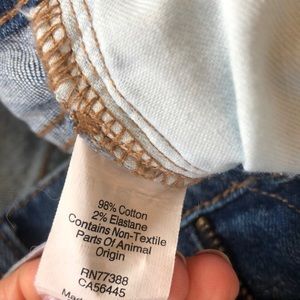 98% Cotton
2% Elastane
Contains Non-Textile
Parts Of Animal
Origin
RN77388
CA56445